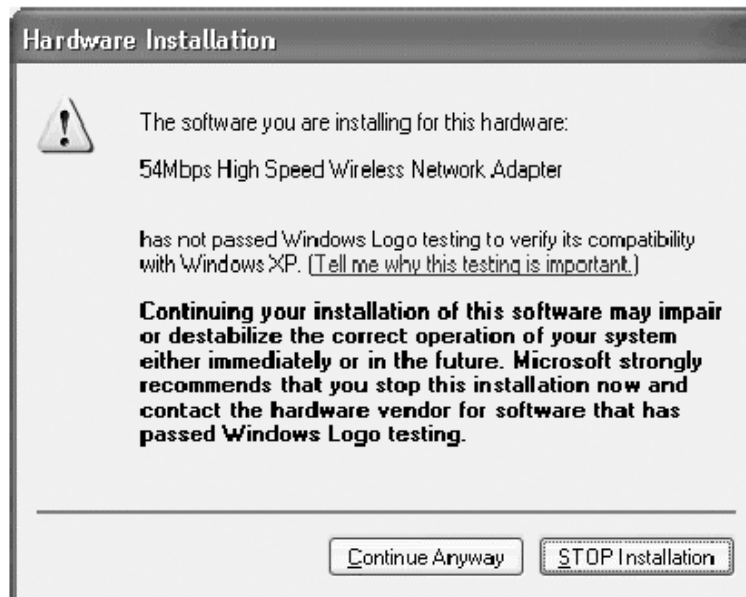 Hardware Installation
The software you are installing for this hardware:
54Mbps High Speed Wireless Network Adapter
has not passed Windows Logo testing to verify its compatibility
with Windows XP. (Tell me why this testing is important.)
Continuing your installation of this software may impair
or destabilize the correct operation of your system
either immediately or in the future. Microsoft strongly
recommends that you stop this installation now and
contact the hardware vendor for software that has
passed Windows Logo testing.
Continue Anyway
STOP Installation